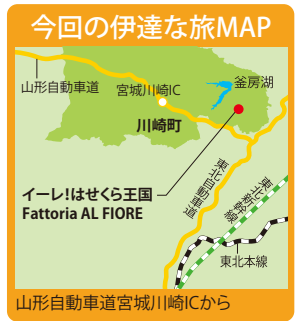 今回の伊達な旅MAP
山形自動車道
宮城川崎IC
釜房湖
川崎町
イーレ!はせくら王国
Fattoria AL FIORE
東北自動車道
東北新幹線
東北本線
山形自動車道宮城川崎ICから